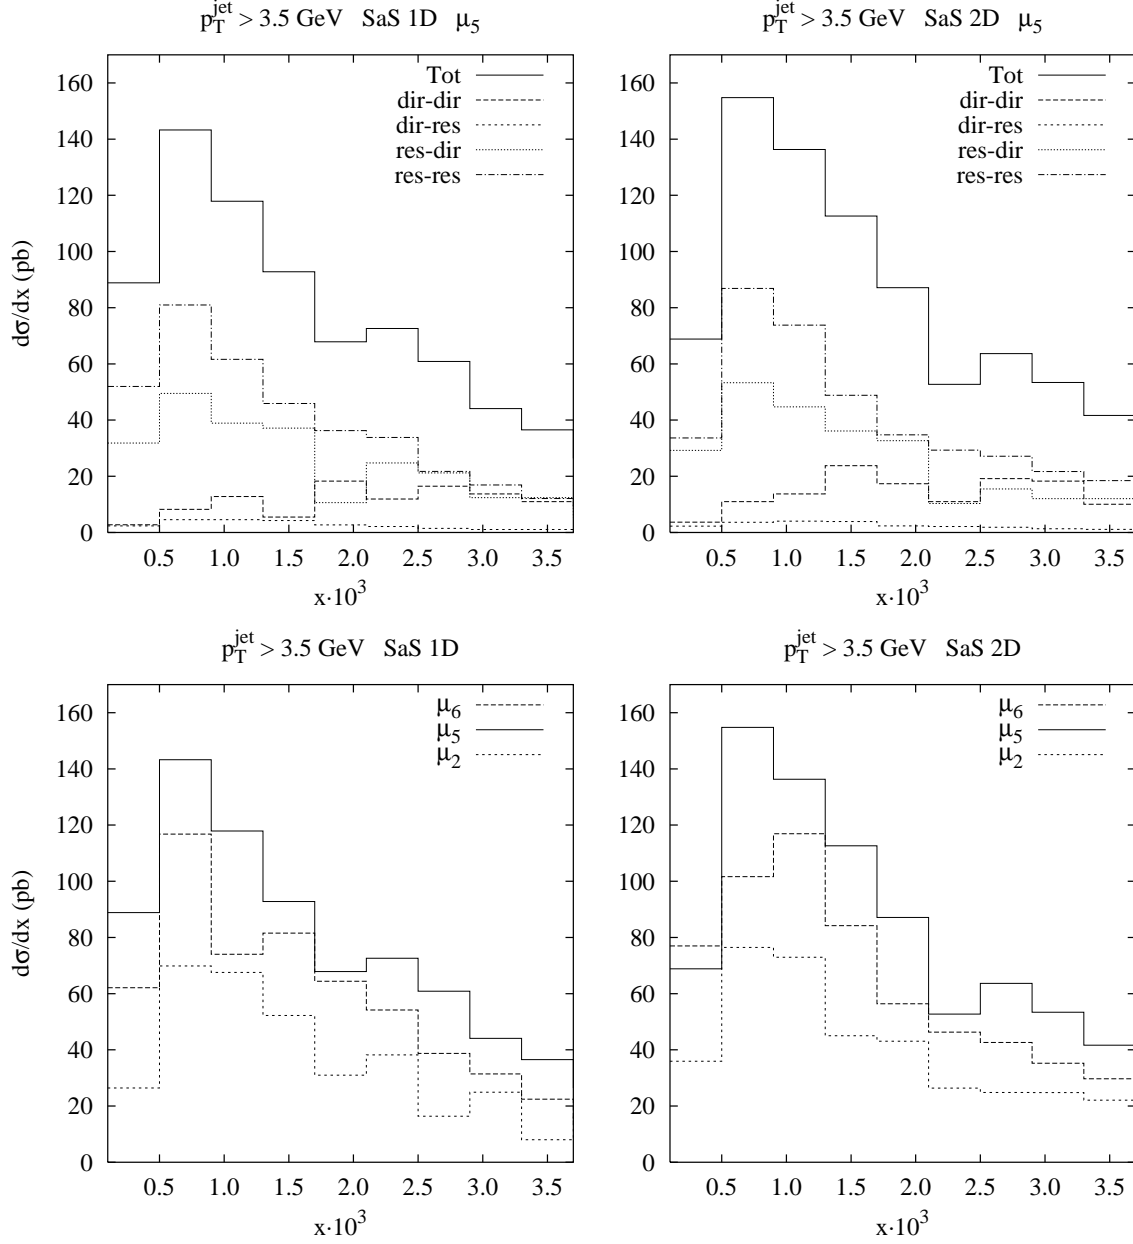 p_T^jet > 3.5 GeV SaS 1D μ_5
160
140
120
100
80
60
40
20
0
dσ/dx (pb)
Tot
dir-dir
dir-res
res-dir
res-res
0.5 1.0 1.5 2.0 2.5 3.0 3.5
x·10^3
p_T^jet > 3.5 GeV SaS 2D μ_5
160
140
120
100
80
60
40
20
0
Tot
dir-dir
dir-res
res-dir
res-res
0.5 1.0 1.5 2.0 2.5 3.0 3.5
x·10^3
p_T^jet > 3.5 GeV SaS 1D
160
140
120
100
80
60
40
20
0
dσ/dx (pb)
μ_6
μ_5
μ_2
0.5 1.0 1.5 2.0 2.5 3.0 3.5
x·10^3
p_T^jet > 3.5 GeV SaS 2D
160
140
120
100
80
60
40
20
0
μ_6
μ_5
μ_2
0.5 1.0 1.5 2.0 2.5 3.0 3.5
x·10^3